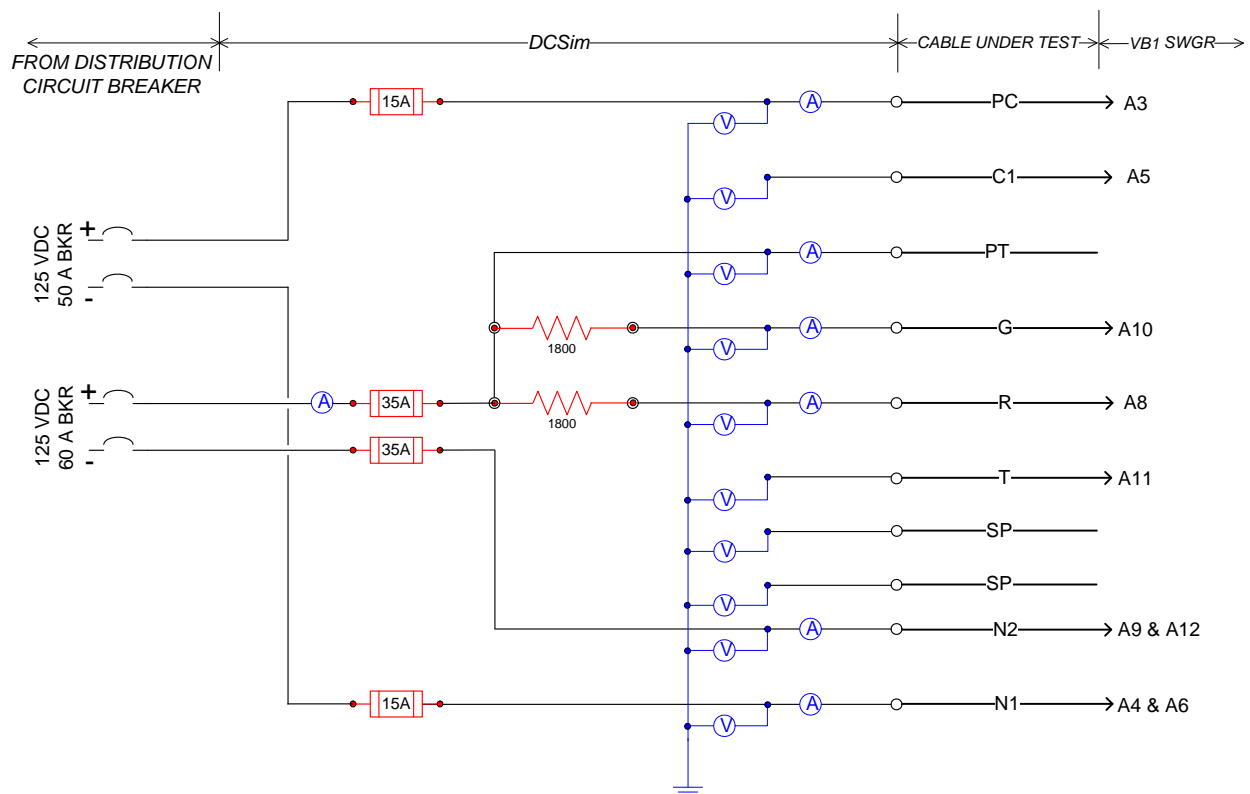 DCSim
CABLE UNDER TEST
VB1 SWGR
FROM DISTRIBUTION
CIRCUIT BREAKER
15A
A
PC
A3
V
C1
A5
V
125 VDC
50 A BKR
+
-
A
PT
V
1800
A
G
A10
V
125 VDC
60 A BKR
+
-
A
35A
1800
A
R
A8
V
35A
T
A11
V
SP
V
SP
V
A
N2
A9 & A12
V
15A
A
N1
A4 & A6
V